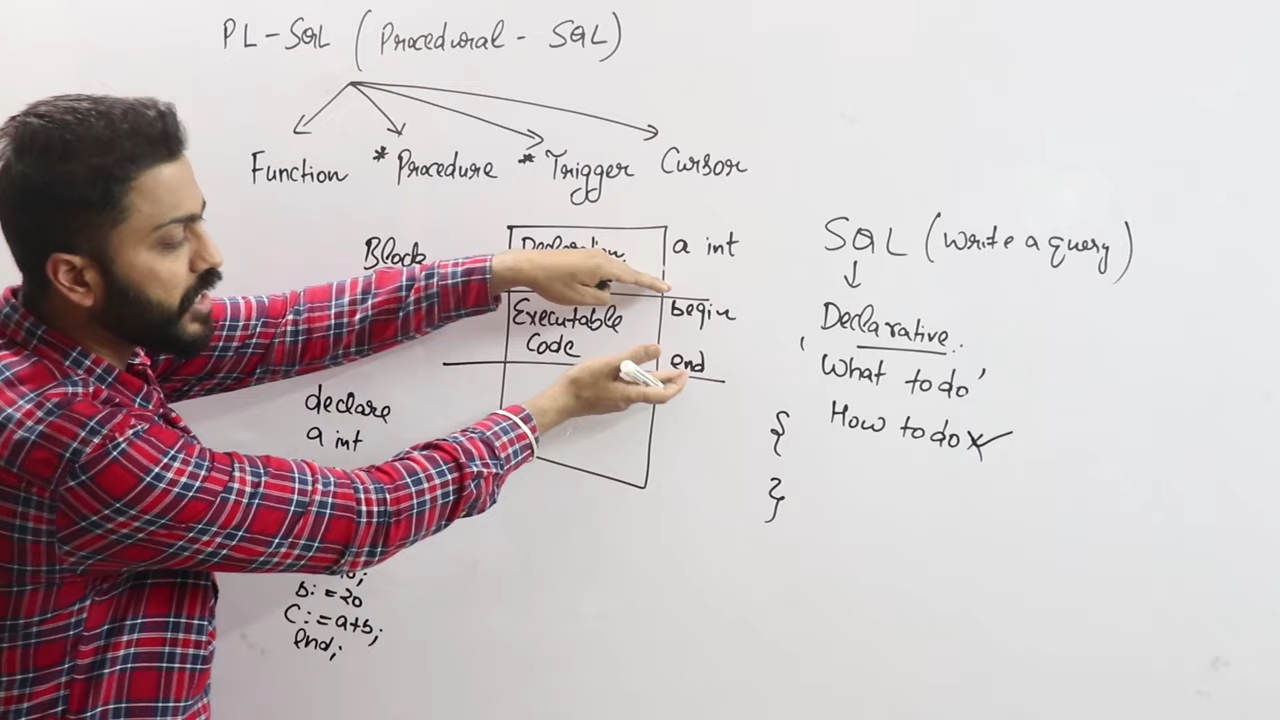 PL-SQL (Procedural - SQL)
Function * Procedure * Trigger Cursor
Block
a int
Executable
Code
begin
end
declare
a int
b: =20
C: = a+b;
end;
SQL (Write a query)
Declarative.
'What to do'
How to do X
{
}